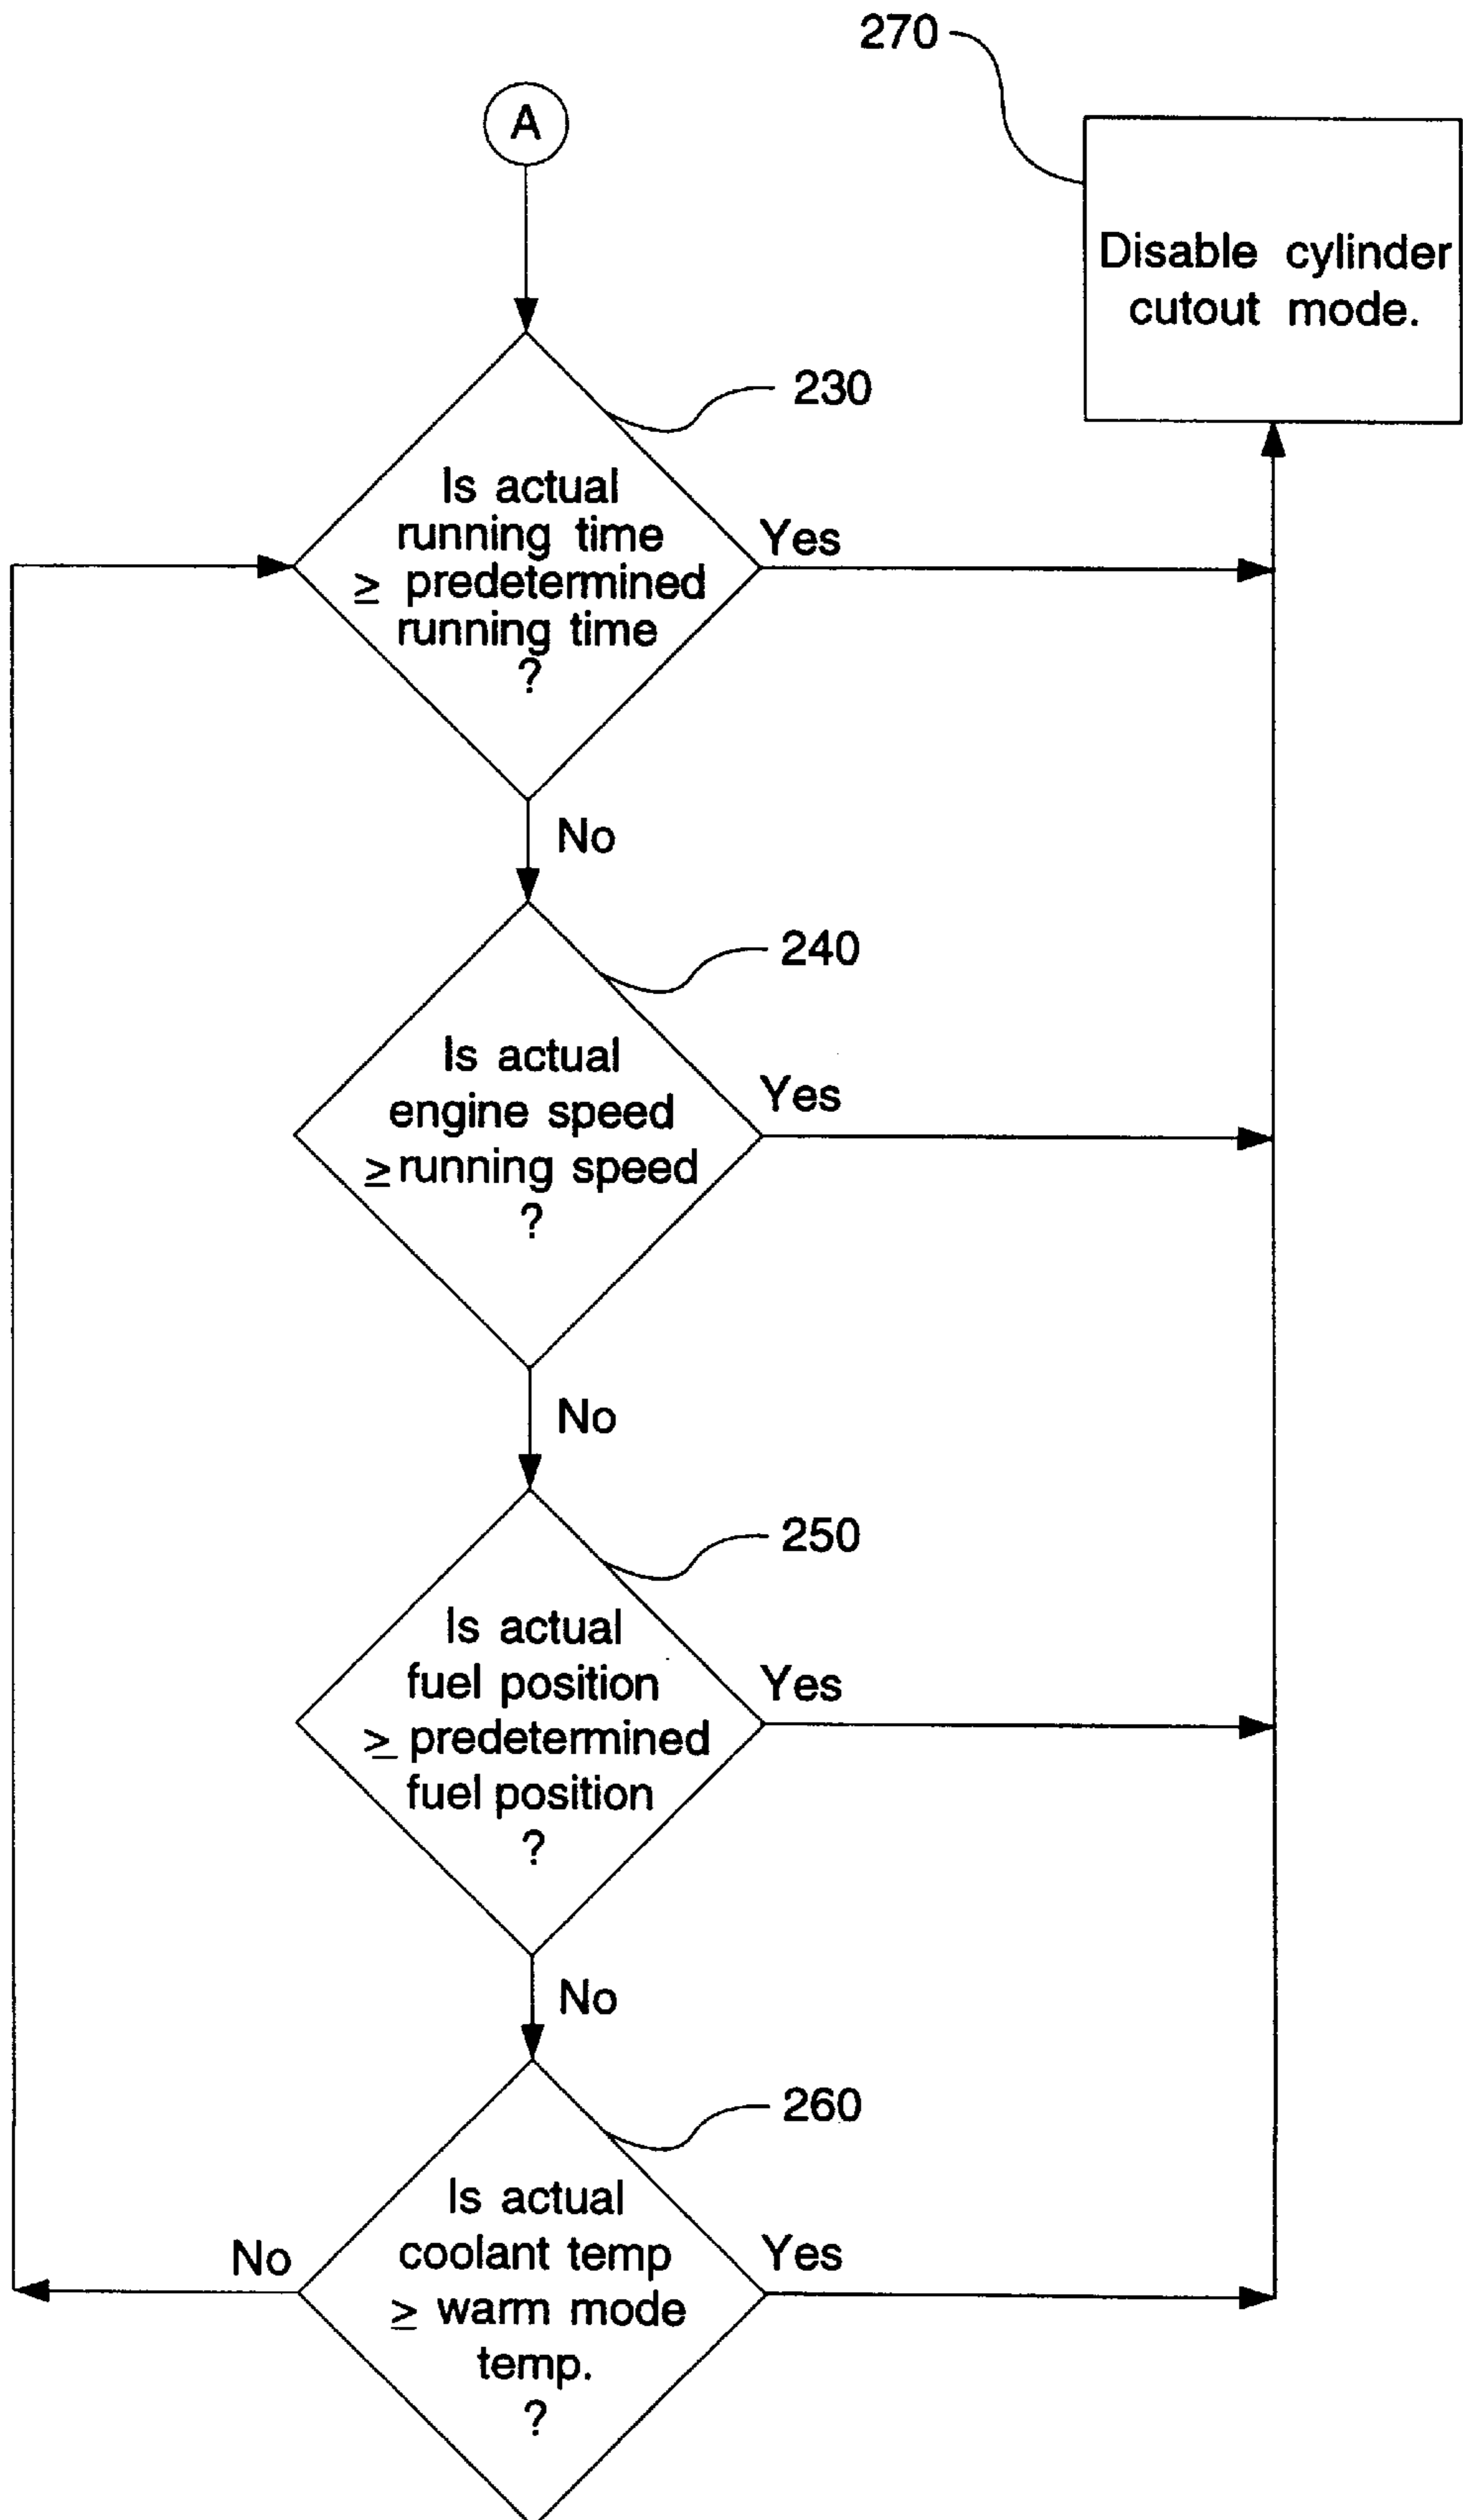 270
A
Disable cylinder
cutout mode.
230
Is actual
running time
≥ predetermined
running time
?
Yes
No
240
Is actual
engine speed
≥ running speed
?
Yes
No
250
Is actual
fuel position
≥ predetermined
fuel position
?
Yes
No
260
Is actual
coolant temp
≥ warm mode
temp.
?
Yes
No